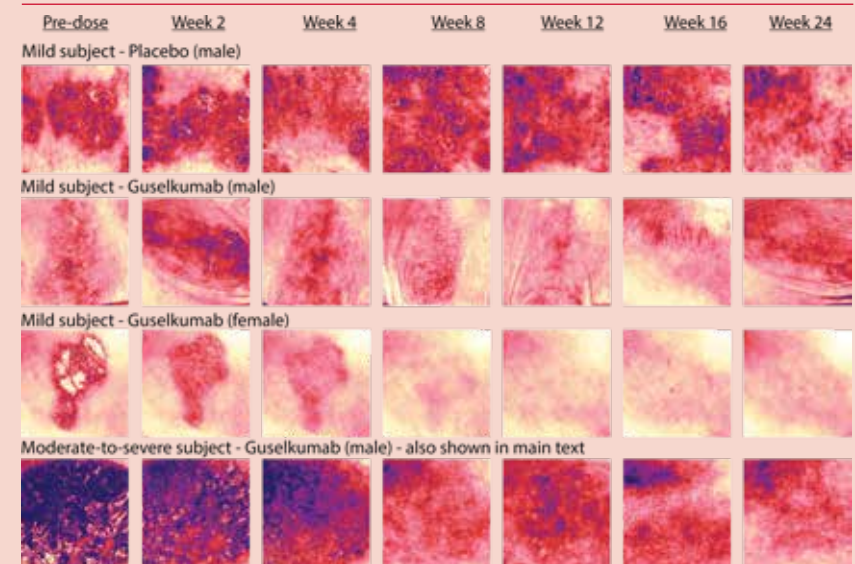 Pre-dose Week 2 Week 4 Week 8 Week 12 Week 16 Week 24
Mild subject - Placebo (male)
Mild subject - Guselkumab (male)
Mild subject - Guselkumab (female)
Moderate-to-severe subject - Guselkumab (male) - also shown in main text